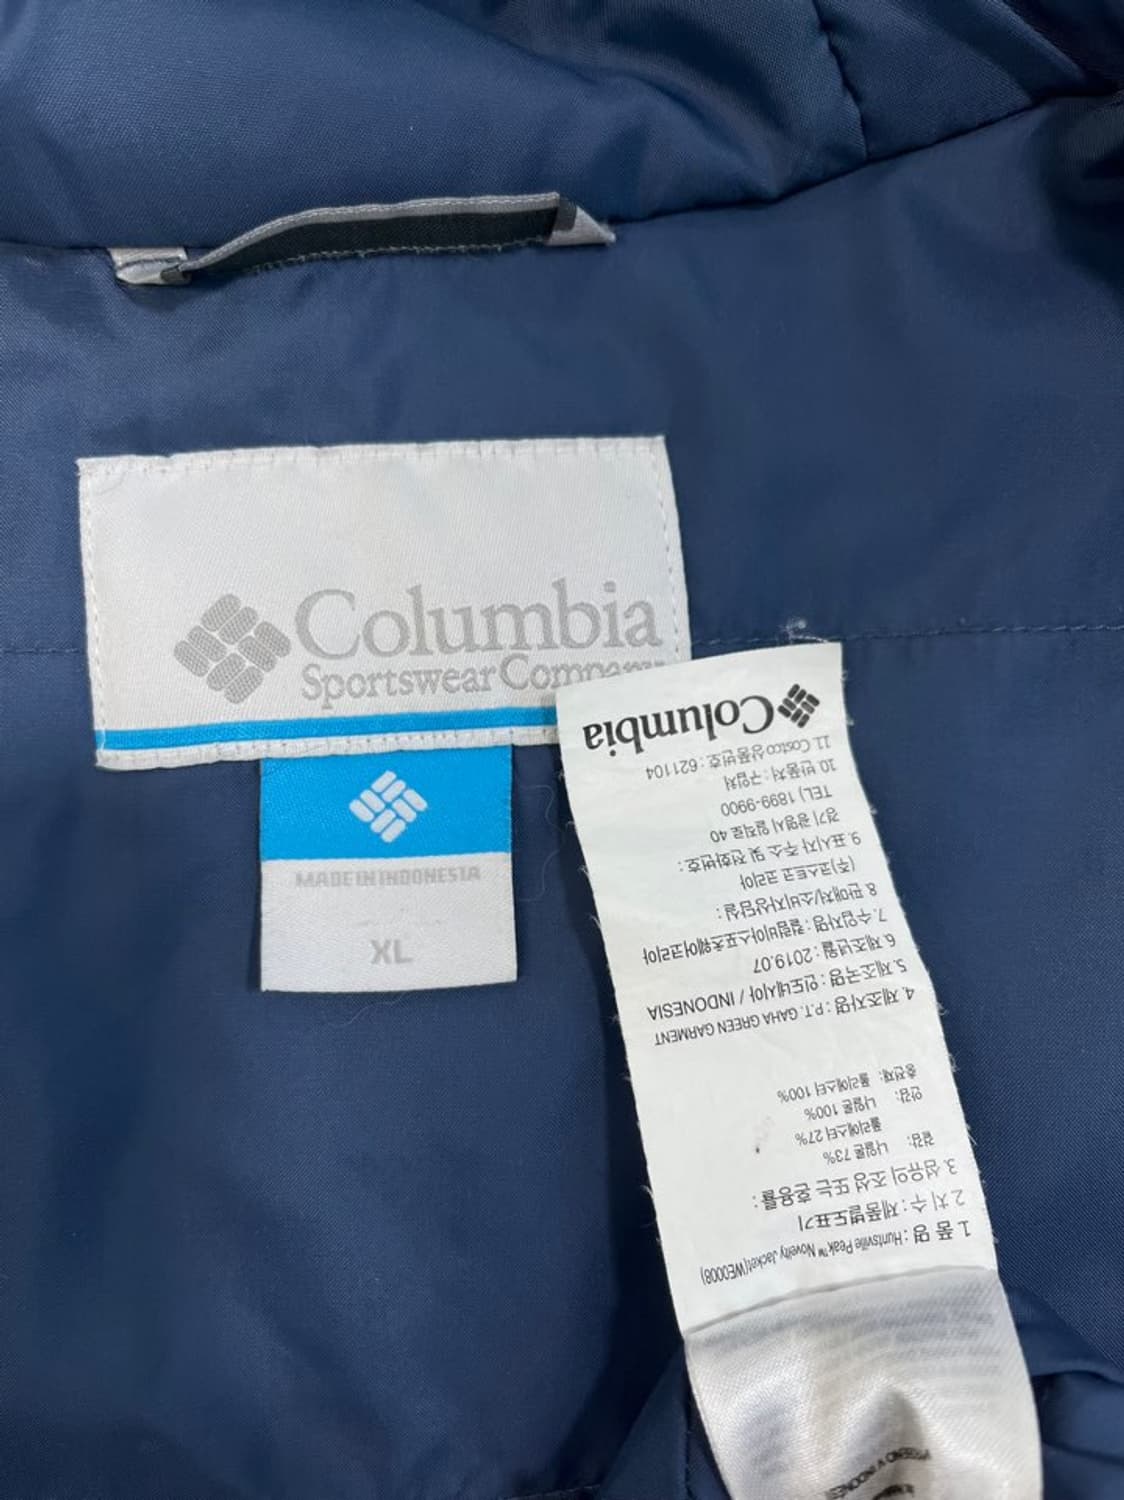 Columbia
Sportswear Company
MADE IN INDONESIA
XL
1. 품 명 : Huntsville Peak™ Novelty Jacket(WE0008)
2. 치 수 : 제품별도표기
3. 섬유의 조성 또는 혼용률 :
겉감: 나일론 73%
폴리에스터 27%
안감: 나일론 100%
충전재: 폴리에스터 100%
4. 제조자명 : P.T. GAHA GREEN GARMENT
5. 제조국명 : 인도네시아 / INDONESIA
6. 제조년월 : 2019.07
7. 수입자명 : 컬럼비아스포츠웨어코리아
8. 판매처/소비자상담실 :
(주)코스트코 코리아
9. 표시자 주소 및 전화번호 :
경기 광명시 일직로 40
TEL) 1899-9900
10. 반품처 : 구입처
11. Costco상품번호 : 621104
Columbia